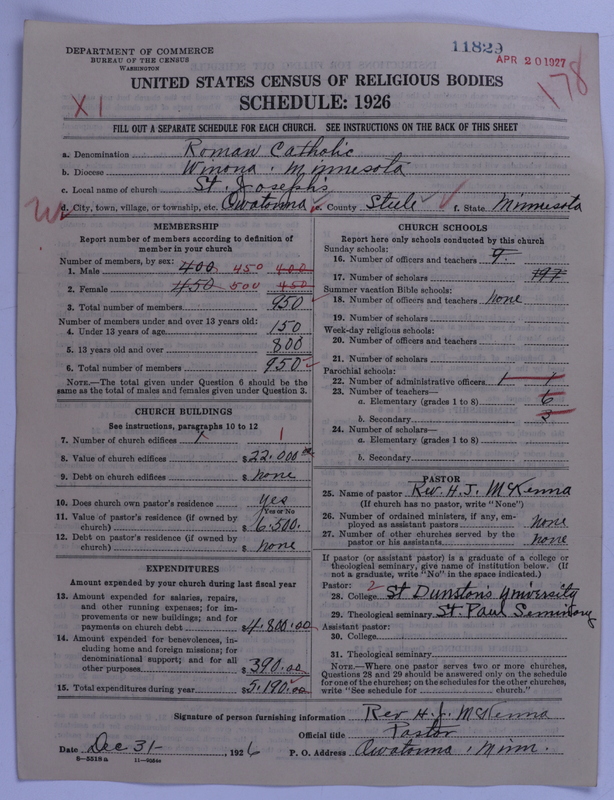 DEPARTMENT OF COMMERCE
BUREAU OF THE CENSUS
WASHINGTON
11829
APR 20 1927
178
X 1
UNITED STATES CENSUS OF RELIGIOUS BODIES
SCHEDULE: 1926
FILL OUT A SEPARATE SCHEDULE FOR EACH CHURCH. SEE INSTRUCTIONS ON THE BACK OF THIS SHEET
a. Denomination Roman Catholic
b. Diocese Winona, Minnesota
c. Local name of church St. Josephs
d. City, town, village, or township, etc. Owatonna e. County Steele f. State Minnesota
MEMBERSHIP
Report number of members according to definition of member in your church
Number of members, by sex:
1. Male 400 450 400
2. Female 450 500 450
3. Total number of members 950
Number of members under and over 13 years old:
4. Under 13 years of age 150
5. 13 years old and over 800
6. Total number of members 950
NOTE.—The total given under Question 6 should be the
same as the total of males and females given under Question 3.
CHURCH BUILDINGS
See instructions, paragraphs 10 to 12
7. Number of church edifices 1
8. Value of church edifices $ 22.000 00
9. Debt on church edifices $ None
10. Does church own pastor's residence yes
Yes or No
11. Value of pastor's residence (if owned by
church) $ 6.500.
12. Debt on pastor's residence (if owned by
church) $ None
EXPENDITURES
Amount expended by your church during last fiscal year
13. Amount expended for salaries, repairs,
and other running expenses; for im-
provements or new buildings; and for
payments on church debt $ 4.800.00
14. Amount expended for benevolences, in-
cluding home and foreign missions; for
denominational support; and for all
other purposes $ 390.00
15. Total expenditures during year $ 5,190.00
CHURCH SCHOOLS
Report here only schools conducted by this church
Sunday schools:
16. Number of officers and teachers 9.
17. Number of scholars 197
Summer vacation Bible schools:
18. Number of officers and teachers None
19. Number of scholars
Week-day religious schools:
20. Number of officers and teachers
21. Number of scholars
Parochial schools:
22. Number of administrative officers 1 1
23. Number of teachers—
a. Elementary (grades 1 to 8) 6
b. Secondary 2
24. Number of scholars—
a. Elementary (grades 1 to 8)
b. Secondary
PASTOR
25. Name of pastor Rev. H. J. McKenna
(If church has no pastor, write "None")
26. Number of ordained ministers, if any, em-
ployed as assistant pastors None
27. Number of other churches served by the
pastor or his assistants None
If pastor (or assistant pastor) is a graduate of a college or
theological seminary, give name of institution below. (If
not a graduate, write "No" in the space indicated.)
Pastor: 2
28. College St Dunstons University
29. Theological seminary St. Paul Seminary
Assistant pastor:
30. College
31. Theological seminary
NOTE.—Where one pastor serves two or more churches,
Questions 28 and 29 should be answered only on the schedule
for one of the churches; on the schedules for the other churches,
write "See schedule for ________ church."
Signature of person furnishing information Rev H. J. McKenna
Official title Pastor
Date Dec 31- , 1926 P. O. Address Owatonna, Minn.
8—5518a 11—9264c